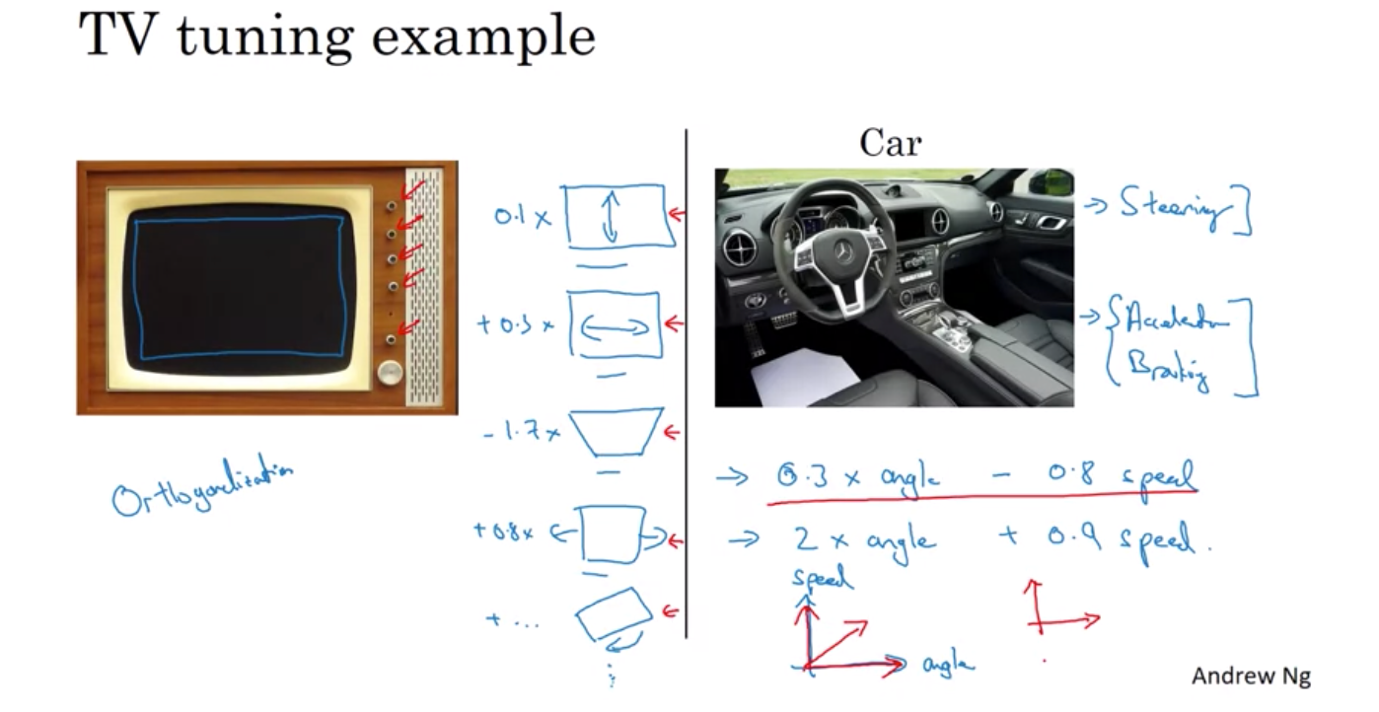 TV tuning example
Car
0.1 x
+ 0.3 x
- 1.7 x
+ 0.8 x
+ ...
Orthogonalization
→ Steering
→ Acceleration
Braking
→ 0.3 x angle - 0.8 speed
→ 2 x angle + 0.9 speed.
speed
angle
Andrew Ng